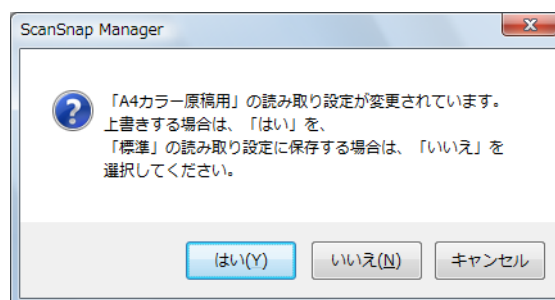 ScanSnap Manager
「A4カラー原稿用」の読み取り設定が変更されています。
上書きする場合は、「はい」を、
「標準」の読み取り設定に保存する場合は、「いいえ」を
選択してください。
はい(Y)
いいえ(N)
キャンセル